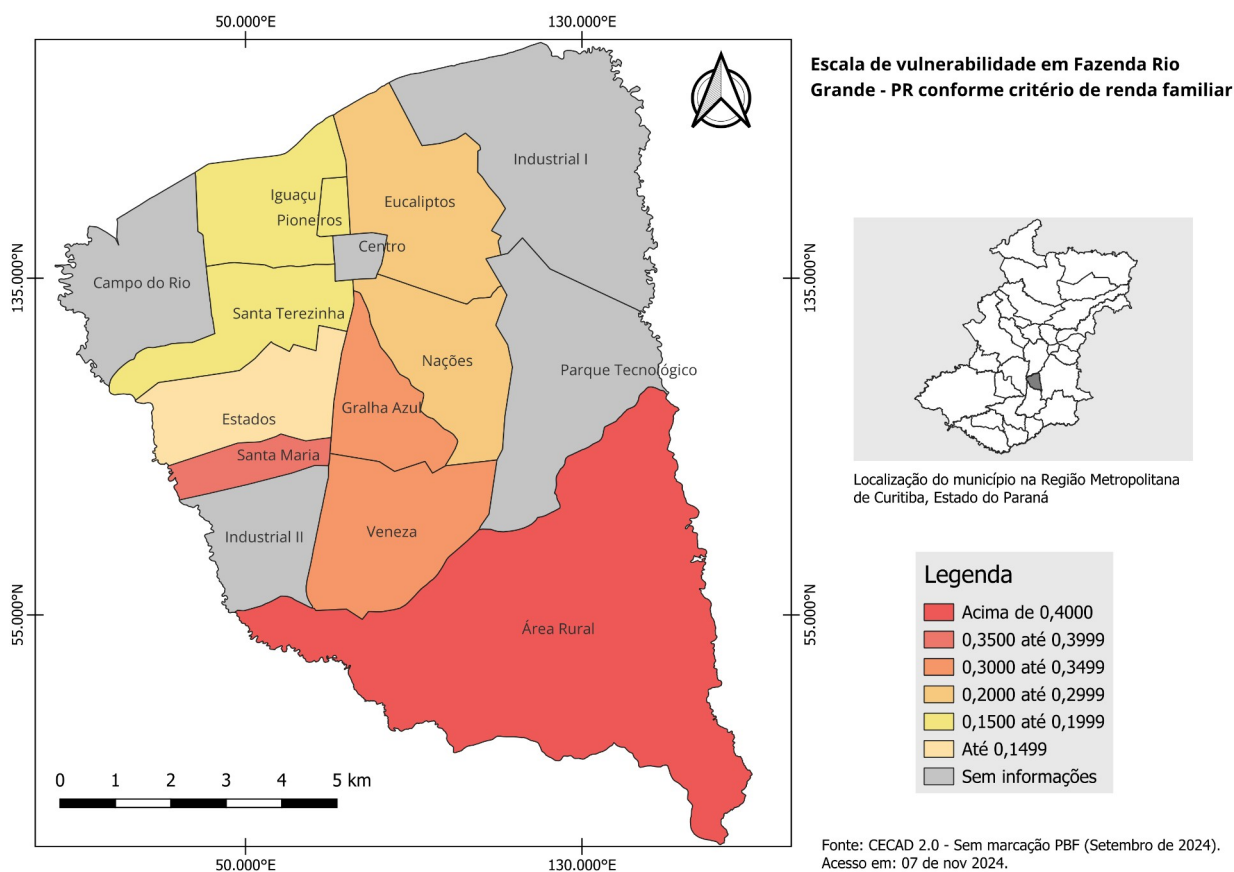 50.000°E
130.000°E
Escala de vulnerabilidade em Fazenda Rio
Grande - PR conforme critério de renda familiar
Industrial I
Iguaçu
Eucaliptos
Pioneiros
Centro
135.000°N
Campo do Rio
135.000°N
Santa Terezinha
Nações
Parque Tecnológico
Gralha Azul
Estados
Santa Maria
Localização do município na Região Metropolitana
de Curitiba, Estado do Paraná
Industrial II
Veneza
Legenda
Acima de 0,4000
0,3500 até 0,3999
0,3000 até 0,3499
0,2000 até 0,2999
0,1500 até 0,1999
Até 0,1499
Sem informações
55.000°N
Área Rural
55.000°N
0 1 2 3 4 5 km
50.000°E
130.000°E
Fonte: CECAD 2.0 - Sem marcação PBF (Setembro de 2024).
Acesso em: 07 de nov 2024.